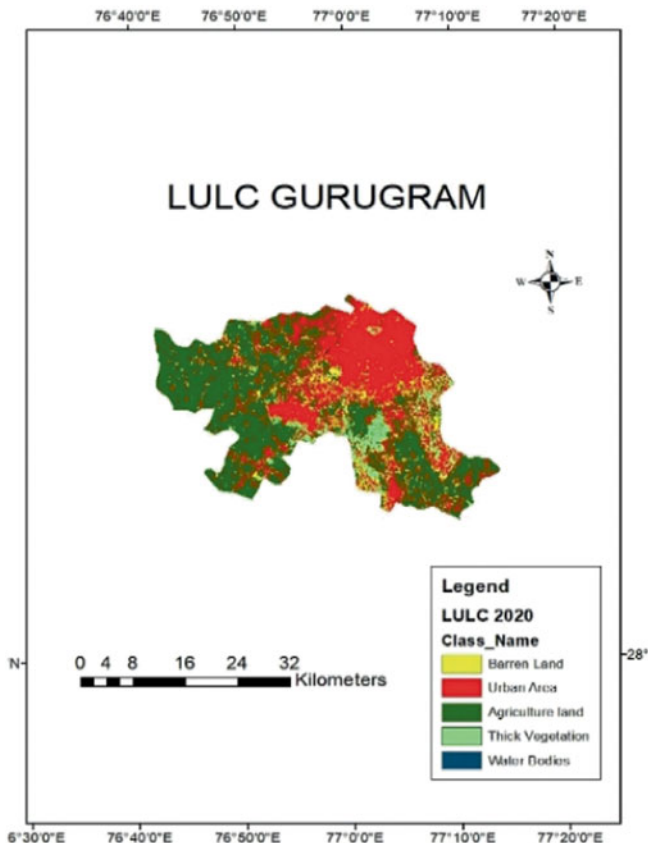 76°40'0"E 76°50'0"E 77°0'0"E 77°10'0"E 77°20'0"E
LULC GURUGRAM
N
W E
S
Legend
LULC 2020
Class_Name
Barren Land
Urban Area
Agriculture land
Thick Vegetation
Water Bodies
0 4 8 16 24 32
Kilometers
'N
28°
6°30'0"E 76°40'0"E 76°50'0"E 77°0'0"E 77°10'0"E 77°20'0"E